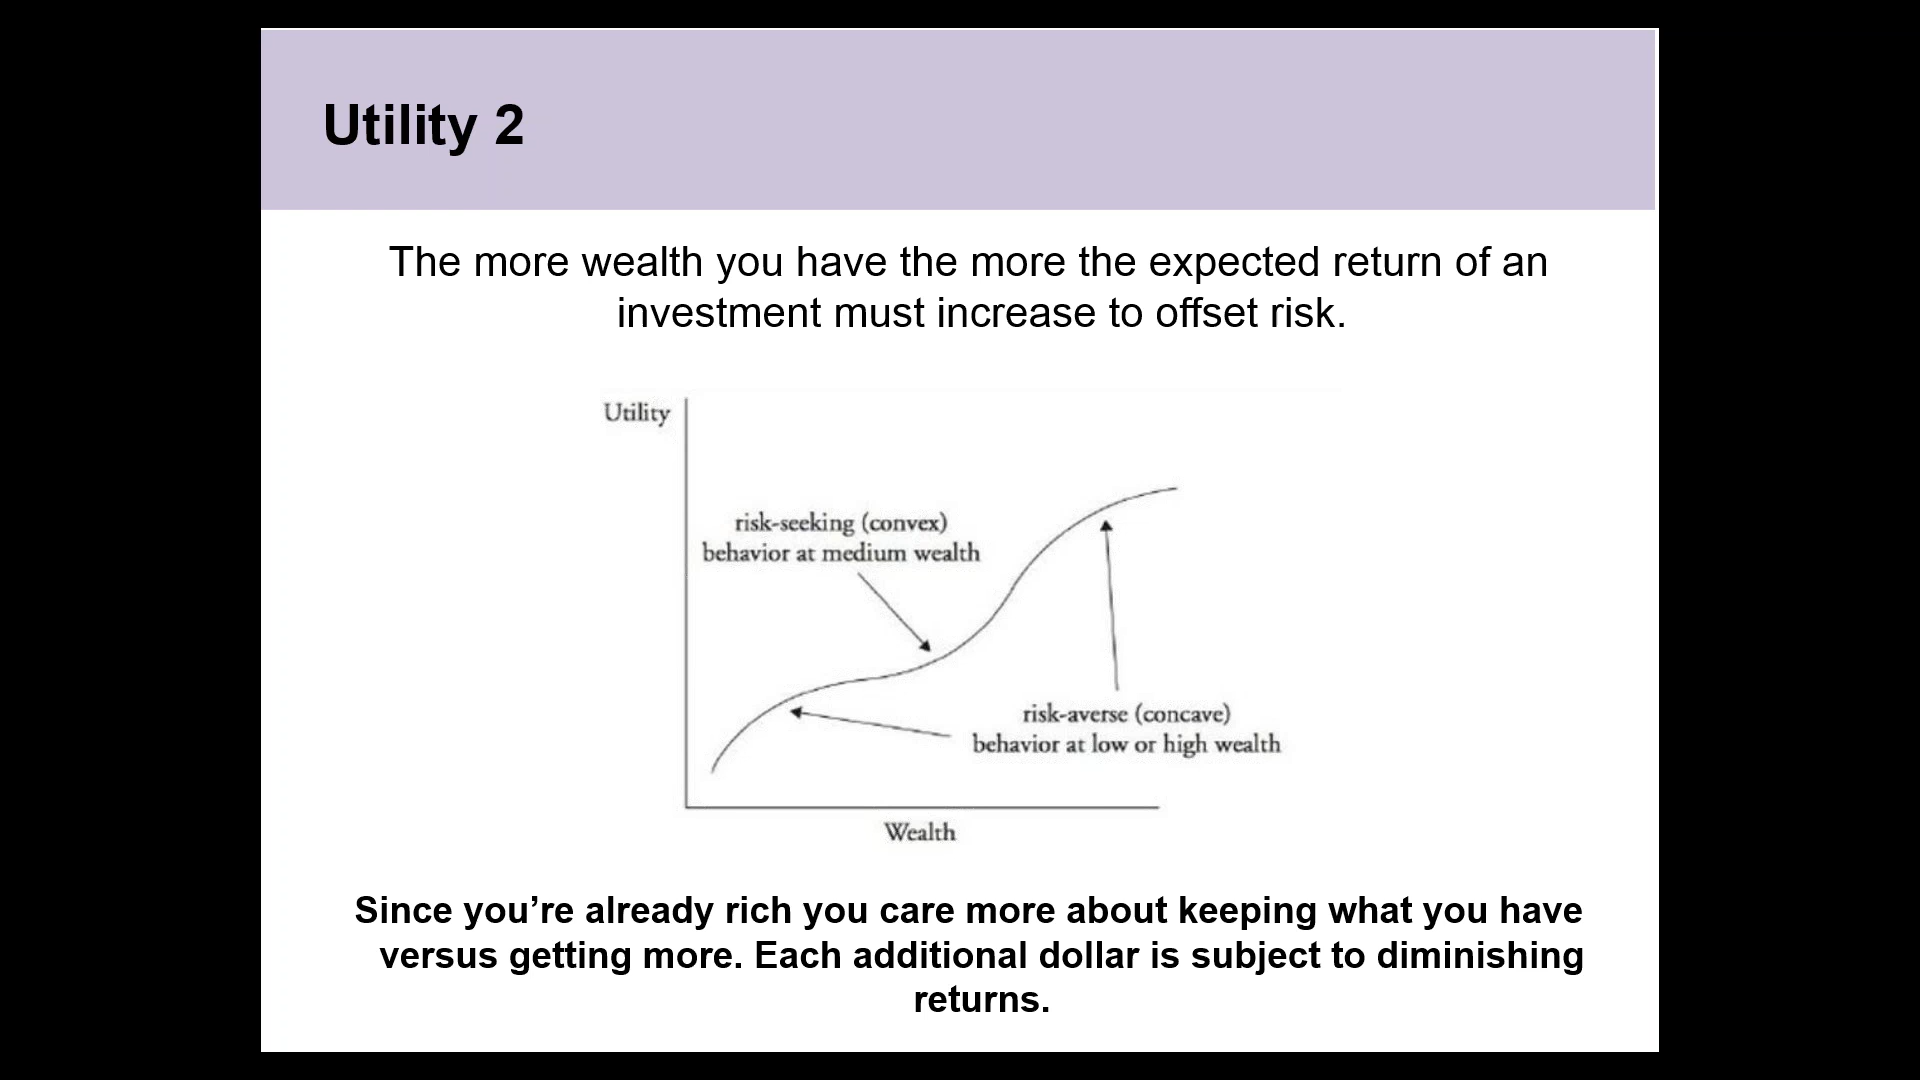 Utility 2
The more wealth you have the more the expected return of an
investment must increase to offset risk.
Utility
risk-seeking (convex)
behavior at medium wealth
risk-averse (concave)
behavior at low or high wealth
Wealth
Since you’re already rich you care more about keeping what you have
versus getting more. Each additional dollar is subject to diminishing
returns.